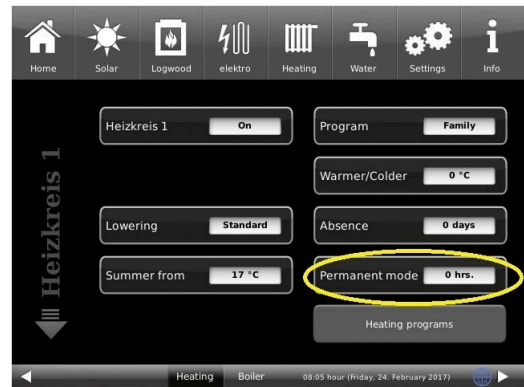 Home Solar Logwood elektro Heating Water Settings Info
Heizkreis 1
Heizkreis 1 On
Program Family
Warmer/Colder 0 °C
Lowering Standard
Absence 0 days
Summer from 17 °C
Permanent mode 0 hrs.
Heating programs
Heating Boiler 08:05 hour (Friday, 24. February 2017)